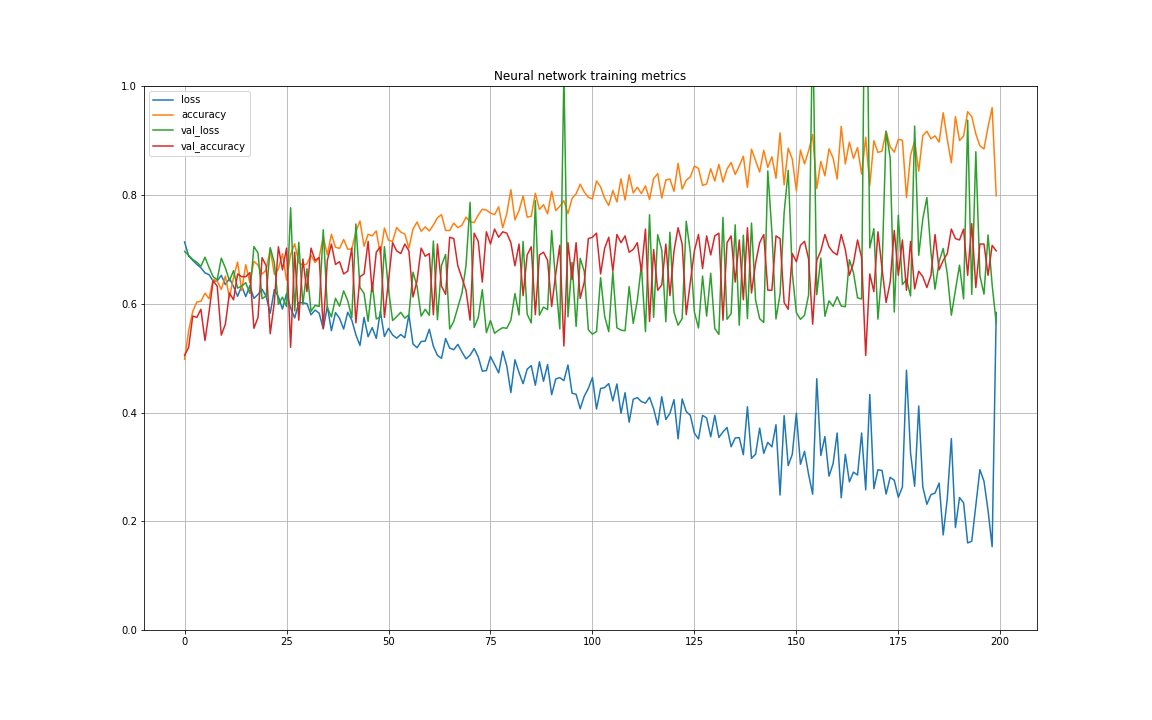 Neural network training metrics
1.0
loss
accuracy
val_loss
val_accuracy
0.8
0.6
0.4
0.2
0.0
0 25 50 75 100 125 150 175 200